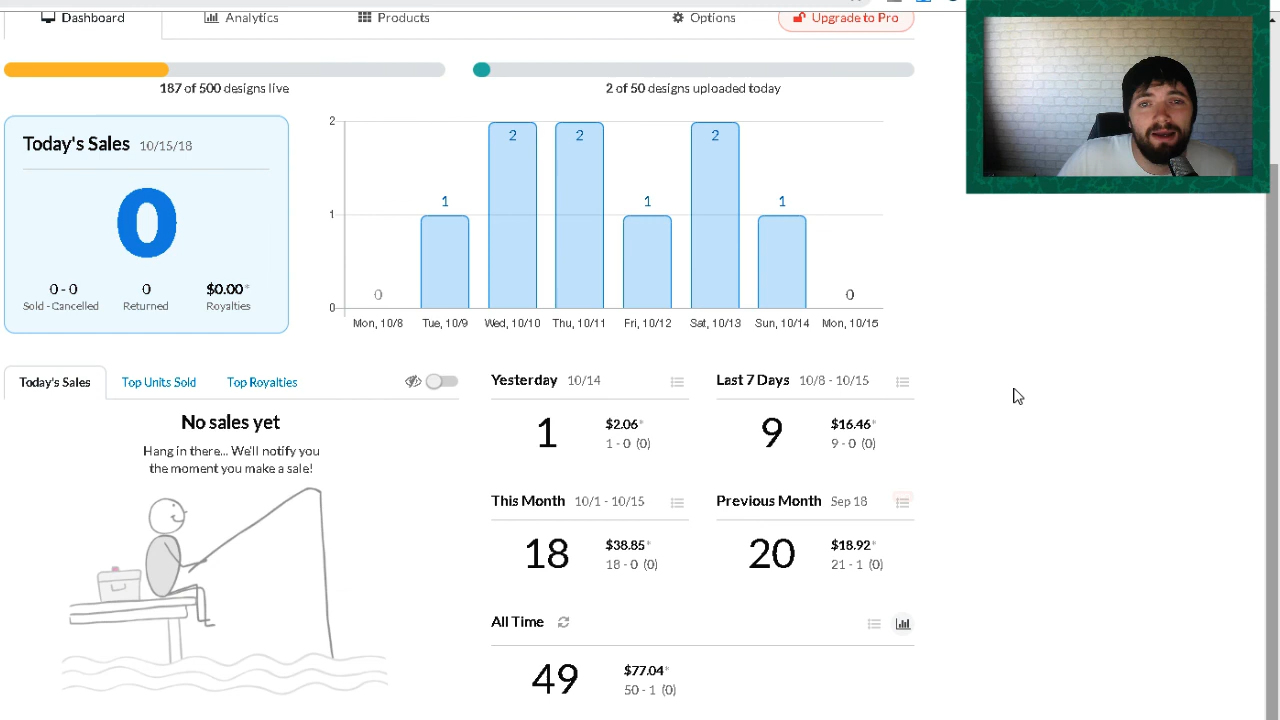 Dashboard Analytics Products Options Upgrade to Pro
187 of 500 designs live
2 of 50 designs uploaded today
Today's Sales 10/15/18
0
0 - 0 0 $0.00*
Sold - Cancelled Returned Royalties
2
1
0
0 1 2 2 1 2 1 0
Mon, 10/8 Tue, 10/9 Wed, 10/10 Thu, 10/11 Fri, 10/12 Sat, 10/13 Sun, 10/14 Mon, 10/15
Today's Sales Top Units Sold Top Royalties
No sales yet
Hang in there... We'll notify you
the moment you make a sale!
Yesterday 10/14
1 $2.06*
1 - 0 (0)
Last 7 Days 10/8 - 10/15
9 $16.46*
9 - 0 (0)
This Month 10/1 - 10/15
18 $38.85*
18 - 0 (0)
Previous Month Sep 18
20 $18.92*
21 - 1 (0)
All Time
49 $77.04*
50 - 1 (0)